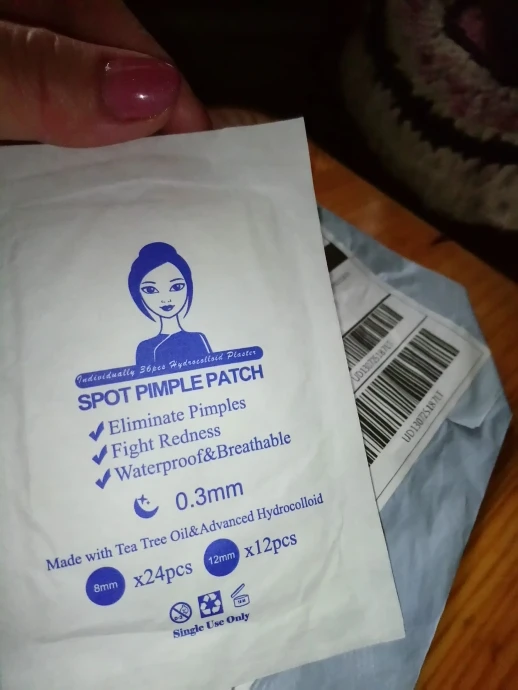 Individually 36pcs Hydrocolloid Plaster
SPOT PIMPLE PATCH
Eliminate Pimples
Fight Redness
Waterproof&Breathable
0.3mm
Made with Tea Tree Oil&Advanced Hydrocolloid
8mm x24pcs 12mm x12pcs
Single Use Only